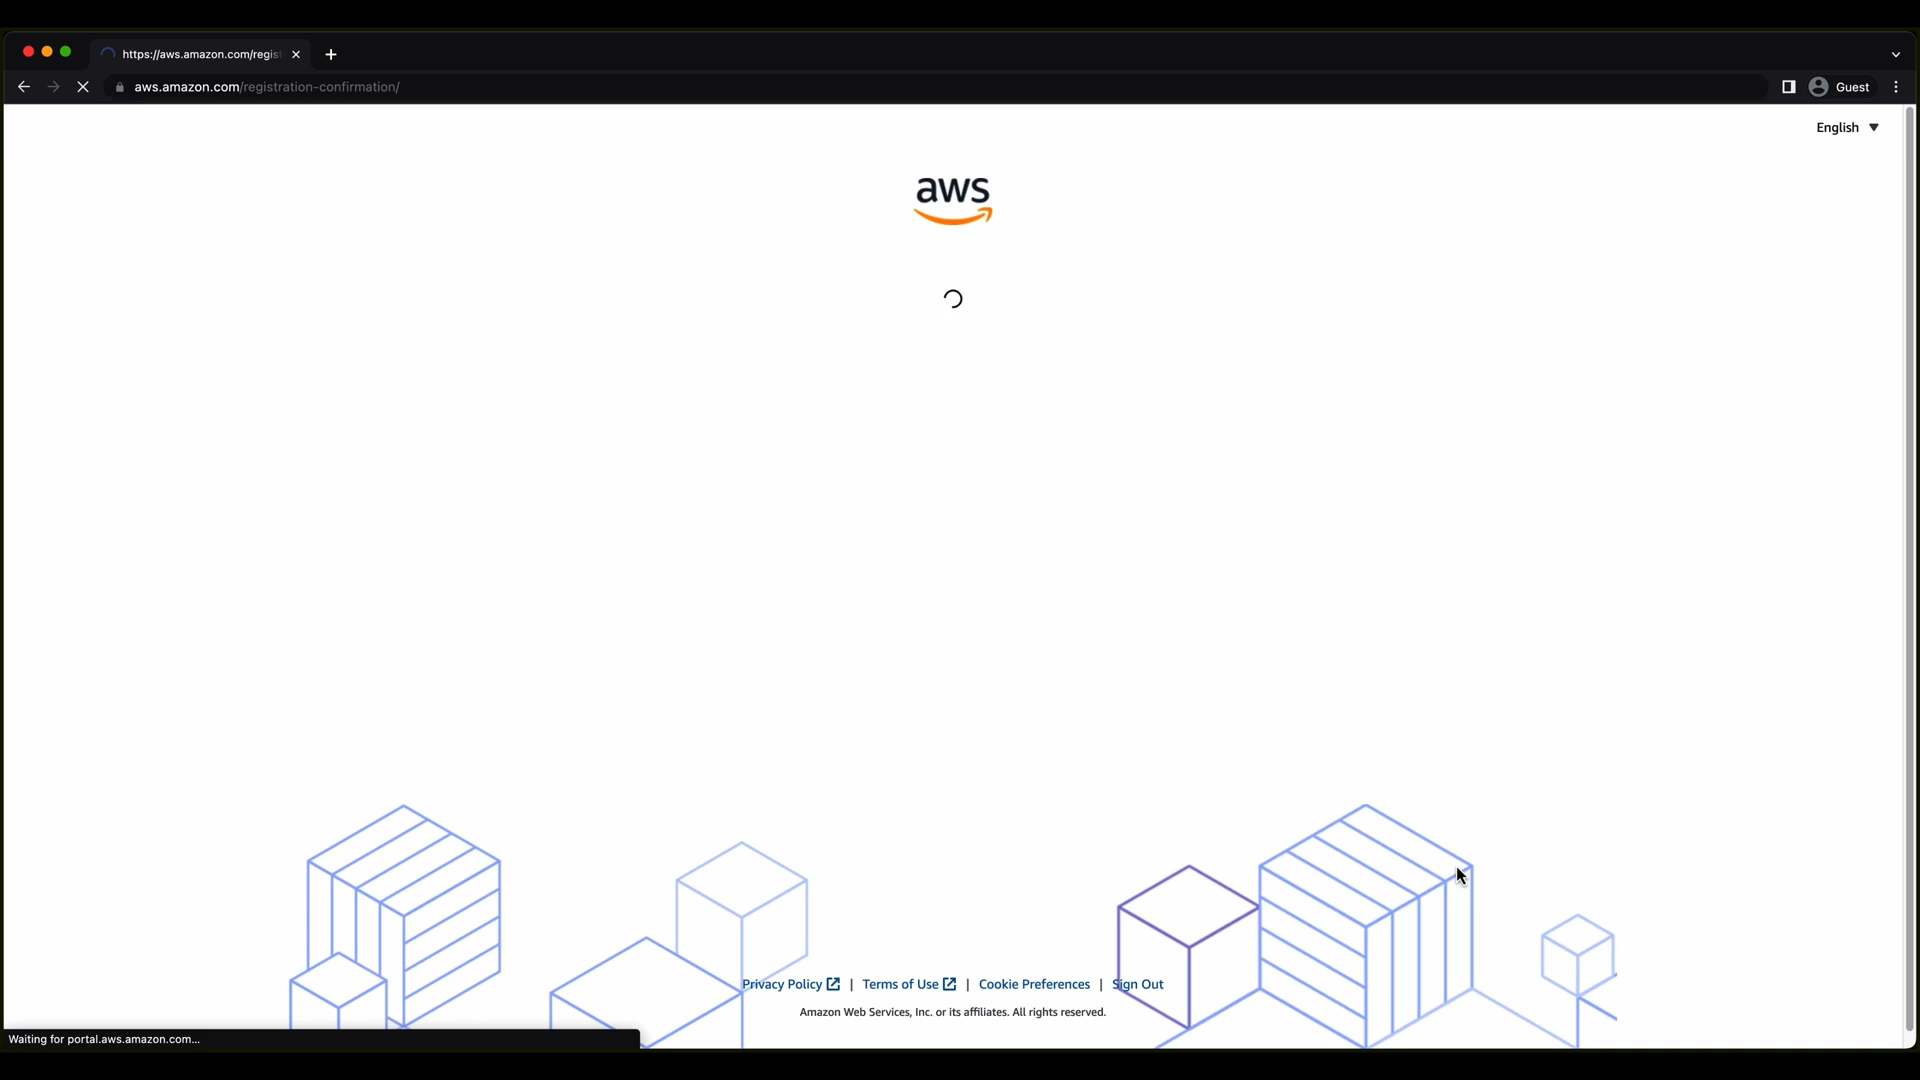 https://aws.amazon.com/regis
aws.amazon.com/registration-confirmation/
Guest
English
aws
Privacy Policy | Terms of Use | Cookie Preferences | Sign Out
Amazon Web Services, Inc. or its affiliates. All rights reserved.
Waiting for portal.aws.amazon.com...